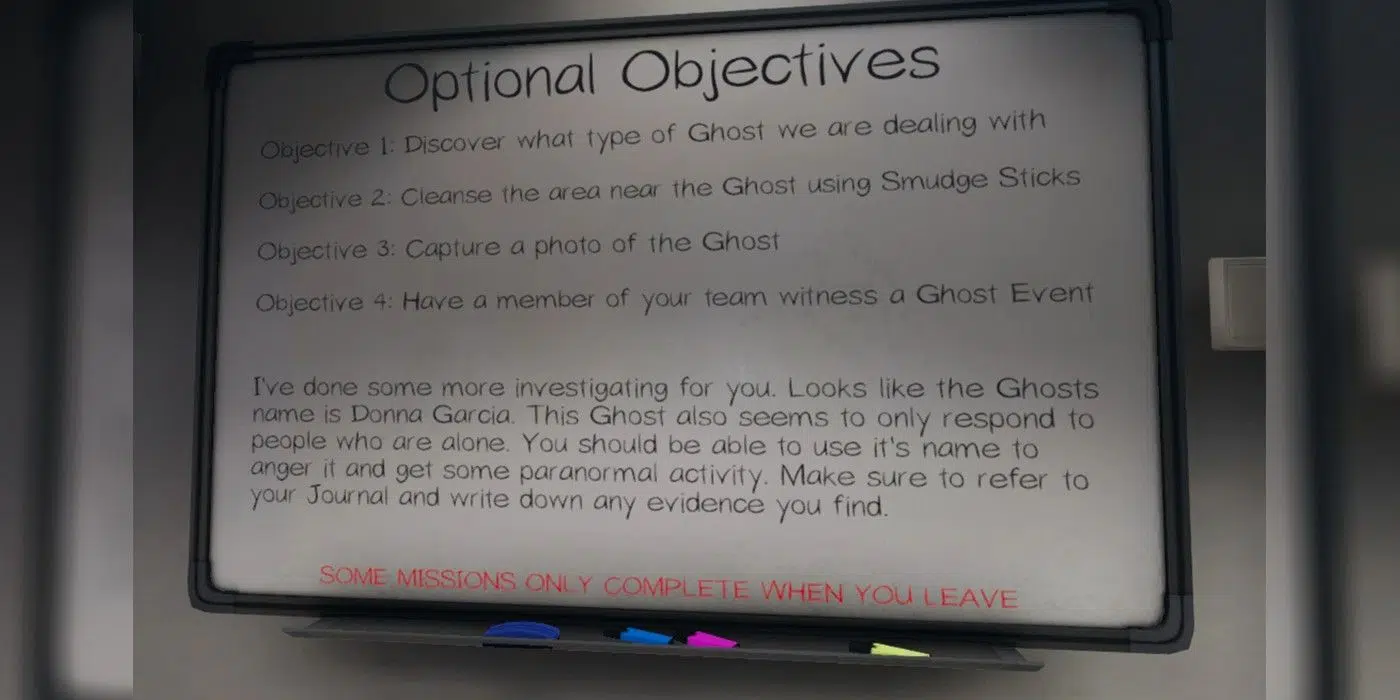 Optional Objectives
Objective 1: Discover what type of Ghost we are dealing with
Objective 2: Cleanse the area near the Ghost using Smudge Sticks
Objective 3: Capture a photo of the Ghost
Objective 4: Have a member of your team witness a Ghost Event
I've done some more investigating for you. Looks like the Ghosts
name is Donna Garcia. This Ghost also seems to only respond to
people who are alone. You should be able to use it's name to
anger it and get some paranormal activity. Make sure to refer to
your Journal and write down any evidence you find.
SOME MISSIONS ONLY COMPLETE WHEN YOU LEAVE